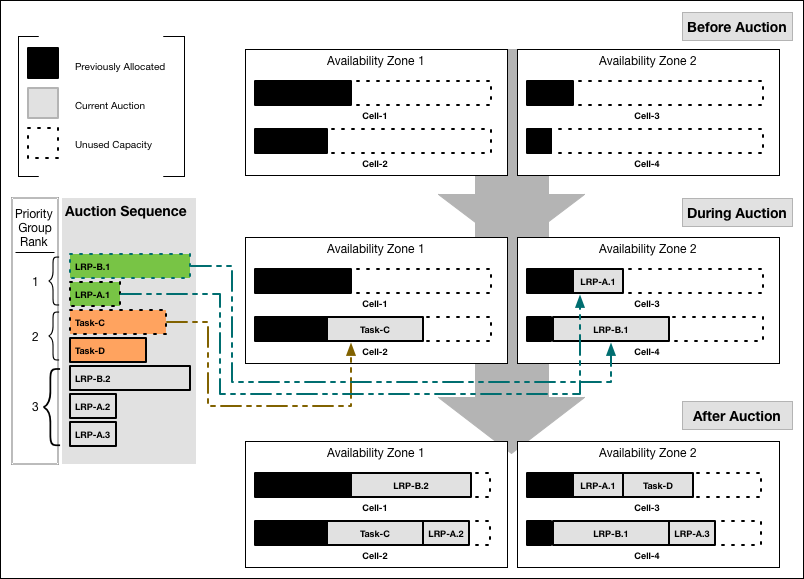 Before Auction
Previously Allocated
Current Auction
Unused Capacity
Availability Zone 1
Cell-1
Cell-2
Availability Zone 2
Cell-3
Cell-4
Priority
Group
Rank
Auction Sequence
1
LRP-B.1
LRP-A.1
2
Task-C
Task-D
3
LRP-B.2
LRP-A.2
LRP-A.3
During Auction
Availability Zone 1
Cell-1
Task-C
Cell-2
Availability Zone 2
LRP-A.1
Cell-3
LRP-B.1
Cell-4
After Auction
Availability Zone 1
LRP-B.2
Cell-1
Task-C LRP-A.2
Cell-2
Availability Zone 2
LRP-A.1 Task-D
Cell-3
LRP-B.1 LRP-A.3
Cell-4